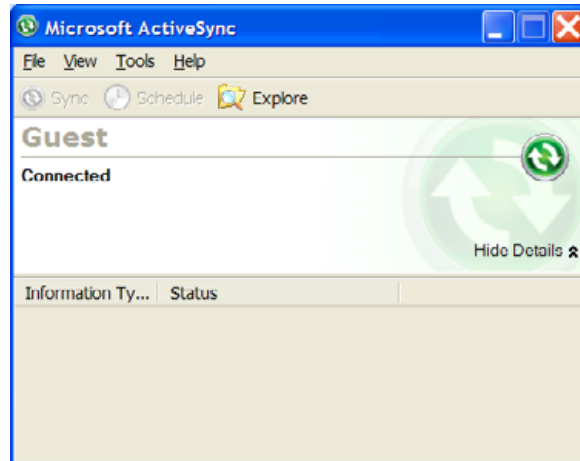 Microsoft ActiveSync
File View Tools Help
Sync Schedule Explore
Guest
Connected
Hide Details
Information Ty... Status